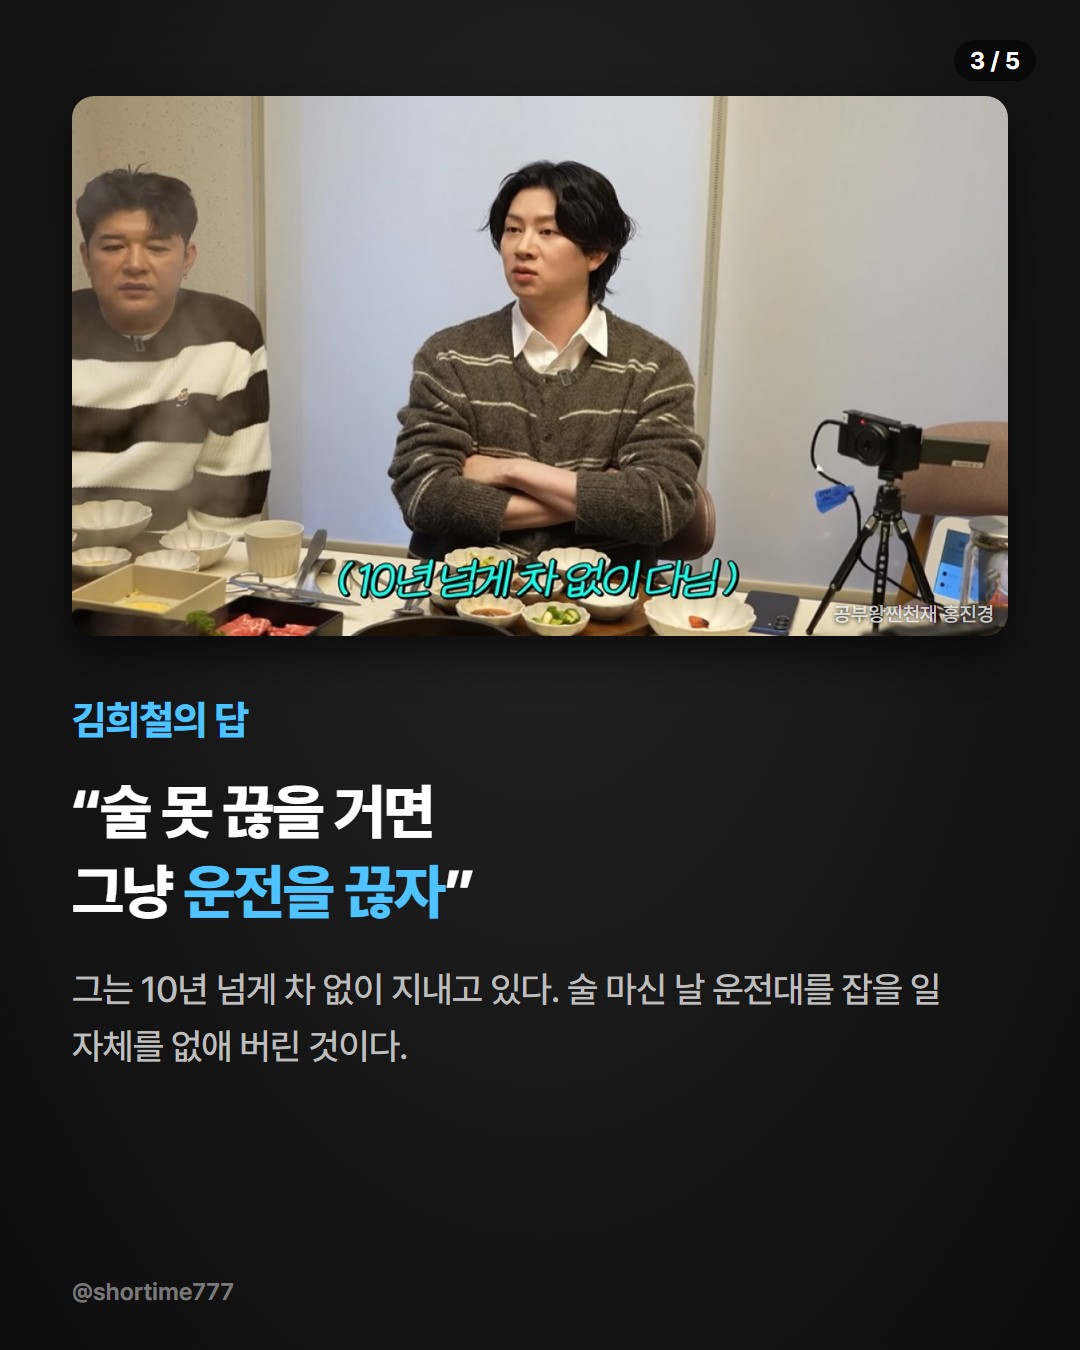 3 / 5
(10년 넘게 차 없이 다님)
공부왕찐천재 홍진경
김희철의 답
“술 못 끊을 거면
그냥 운전을 끊자”
그는 10년 넘게 차 없이 지내고 있다. 술 마신 날 운전대를 잡을 일
자체를 없애 버린 것이다.
@shortime777